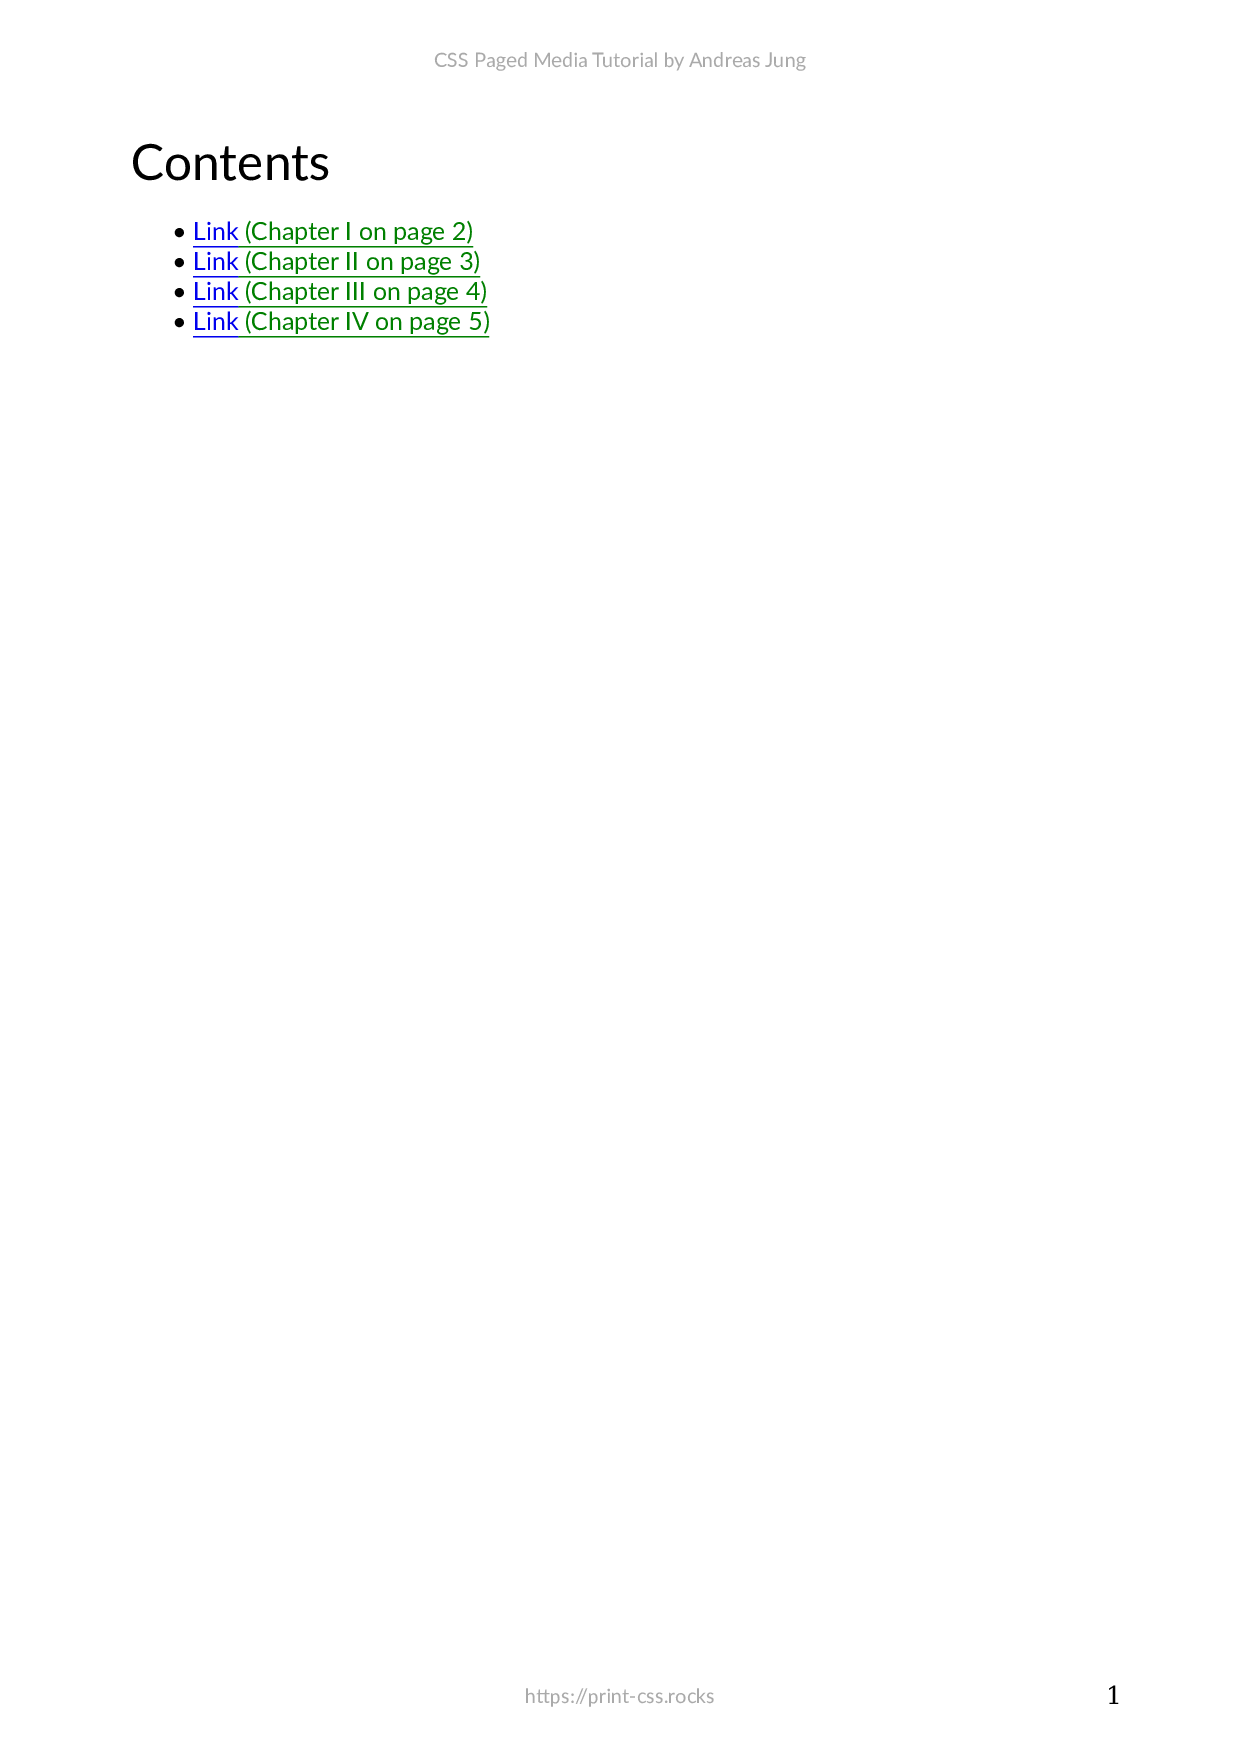 CSS Paged Media Tutorial by Andreas Jung
Contents
• Link (Chapter I on page 2)
• Link (Chapter II on page 3)
• Link (Chapter III on page 4)
• Link (Chapter IV on page 5)
https://print-css.rocks
1